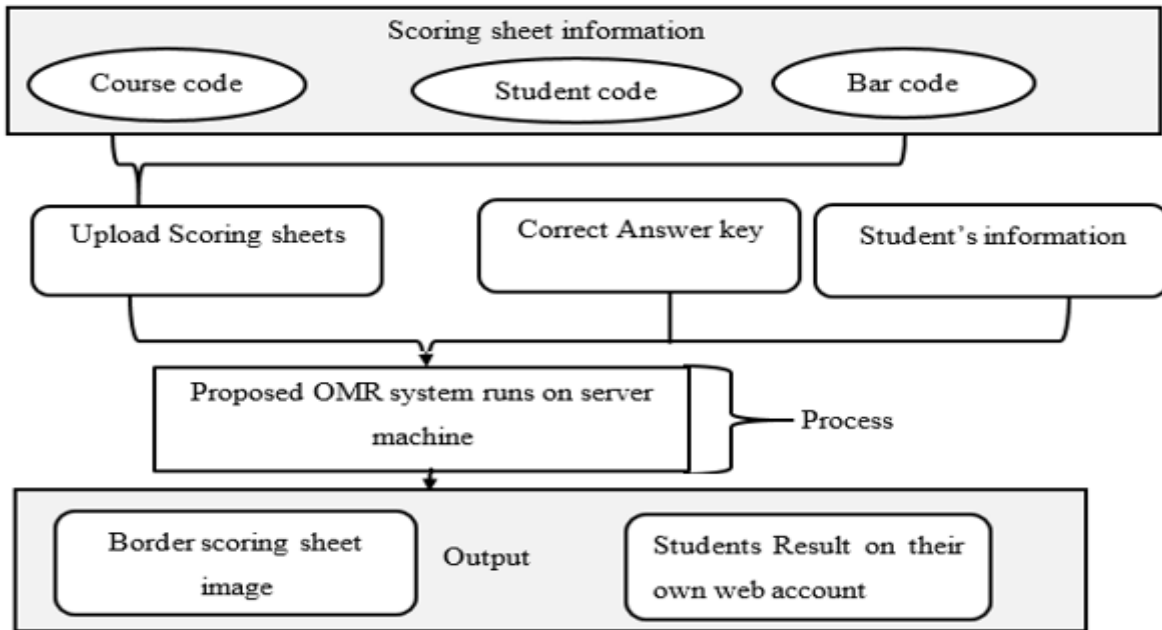 Scoring sheet information
Course code
Student code
Bar code
Upload Scoring sheets
Correct Answer key
Student’s information
Proposed OMR system runs on server
machine
Process
Border scoring sheet
image
Output
Students Result on their
own web account